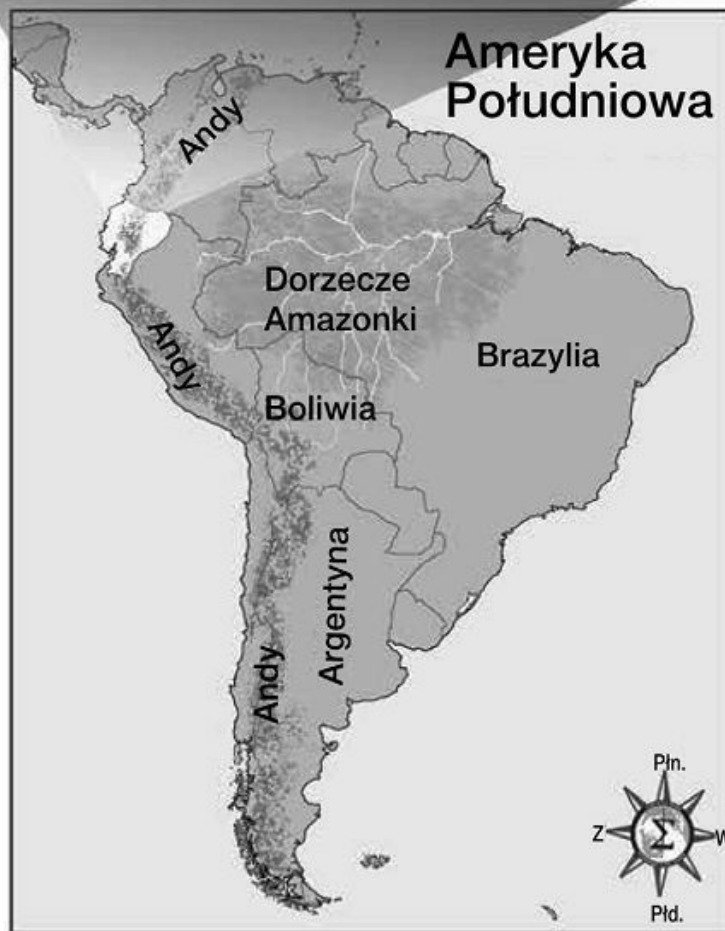 Ameryka
Południowa
Andy
Dorzecze
Amazonki
Andy
Brazylia
Boliwia
Argentyna
Andy
Płn.
Z
Σ
W
Płd.